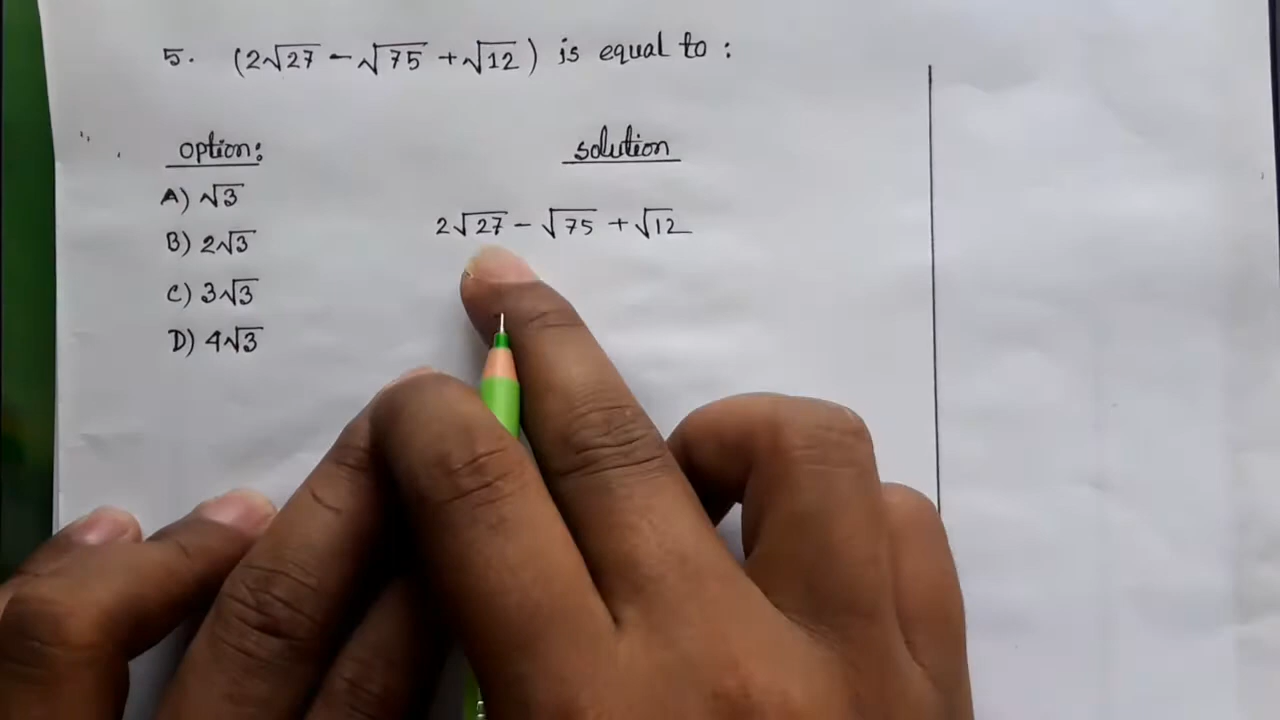 5. (2√27 - √75 + √12) is equal to :
option:
A) √3
B) 2√3
C) 3√3
D) 4√3
solution
2√27 - √75 + √12